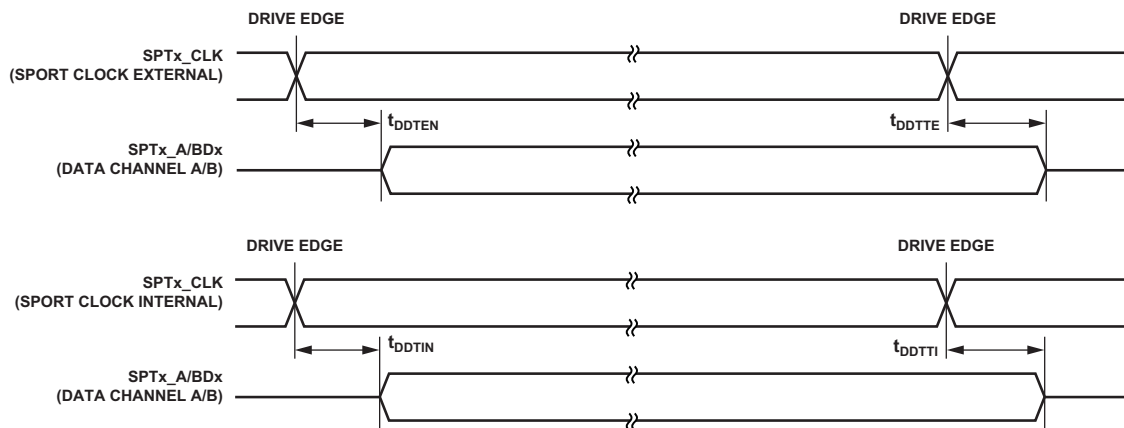 DRIVE EDGE DRIVE EDGE
SPTx_CLK
(SPORT CLOCK EXTERNAL)
tDDTEN tDDTTE
SPTx_A/BDx
(DATA CHANNEL A/B)
DRIVE EDGE DRIVE EDGE
SPTx_CLK
(SPORT CLOCK INTERNAL)
tDDTIN tDDTTI
SPTx_A/BDx
(DATA CHANNEL A/B)